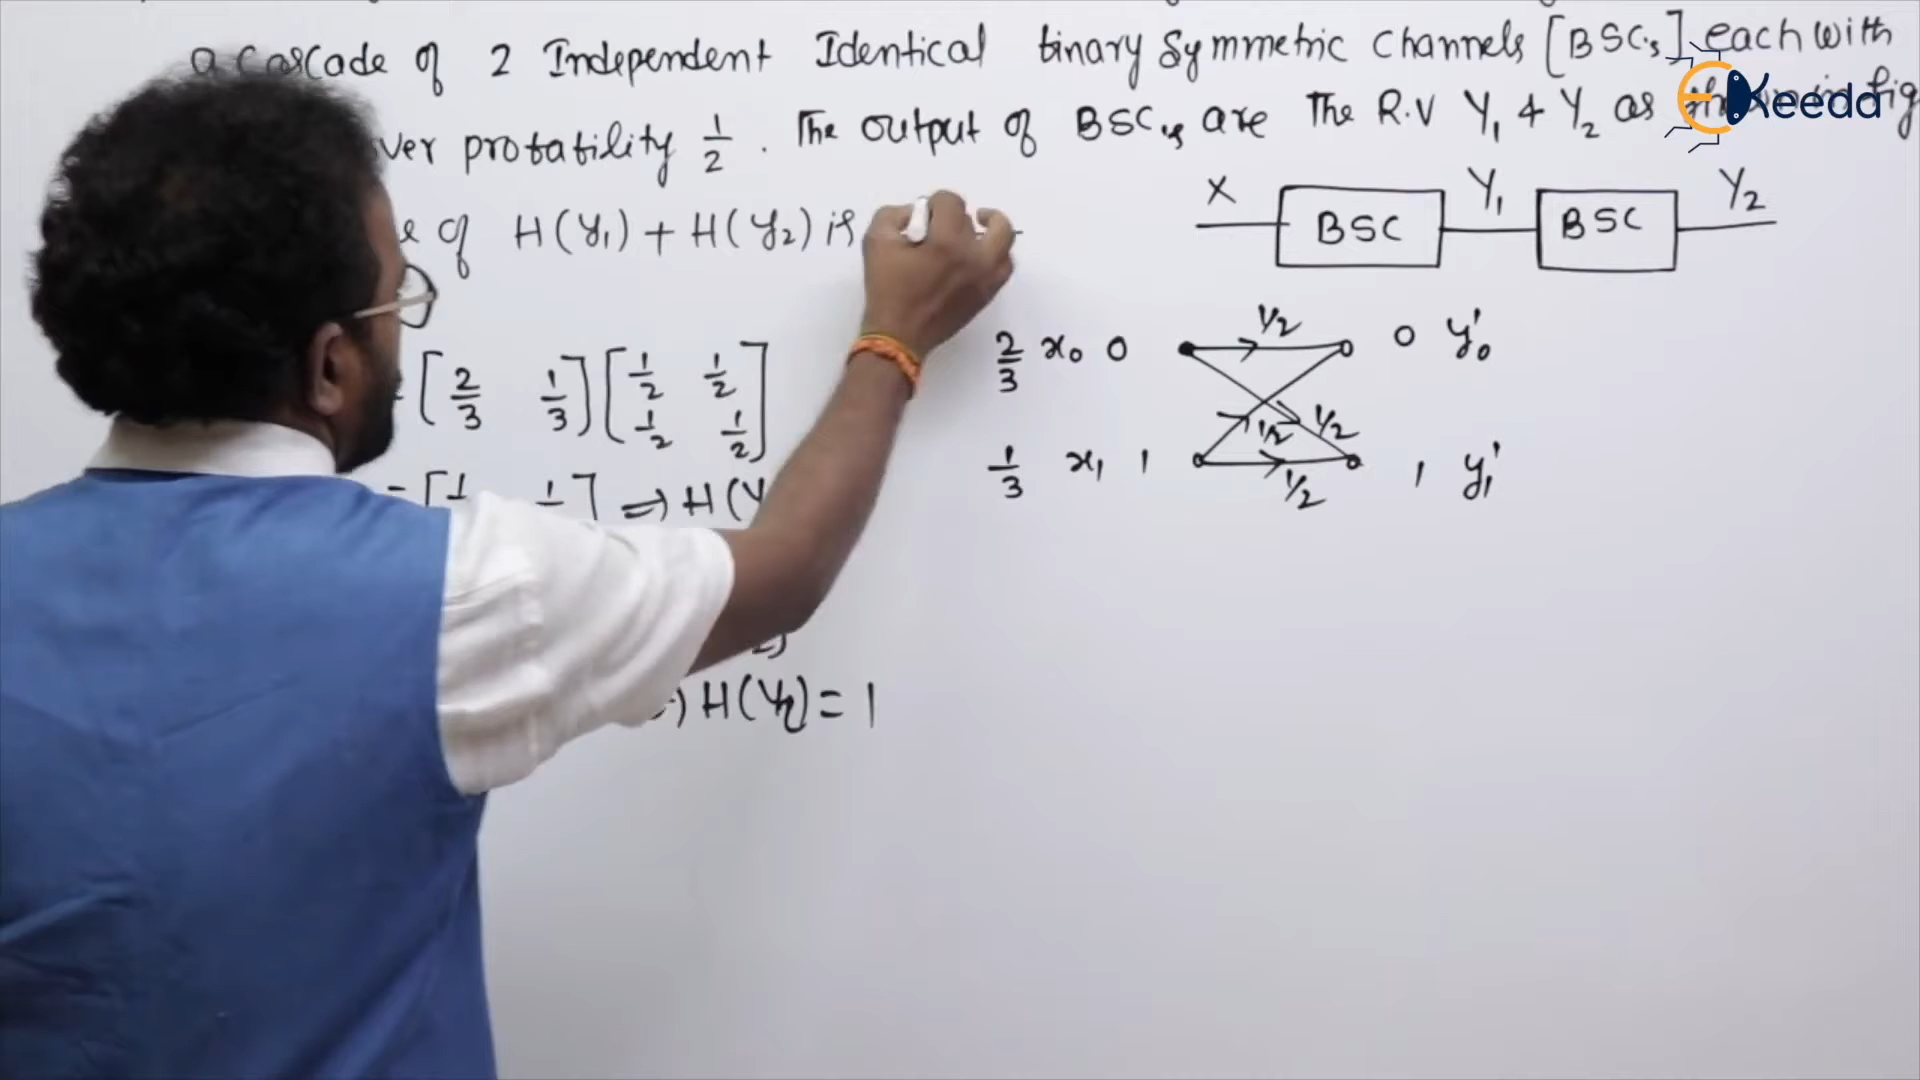 a Cascade of 2 Independent Identical binary Symmetric Channels [BSC's] each with
ver probability 1/2 . The output of BSC's are The R.V Y₁ & Y₂ as fig
Keeda
of H(Y₁) + H(Y₂) is
X BSC Y₁ BSC Y₂
[2/3 1/3] [1/2 1/2 1/2 1/2]
2/3 x₀ 0 1/2 0 y₀'
1/2 1/2
1/3 x₁ 1 1/2 1 y₁'
= [ ] ⇒ H(Y
H(Y₂) = 1